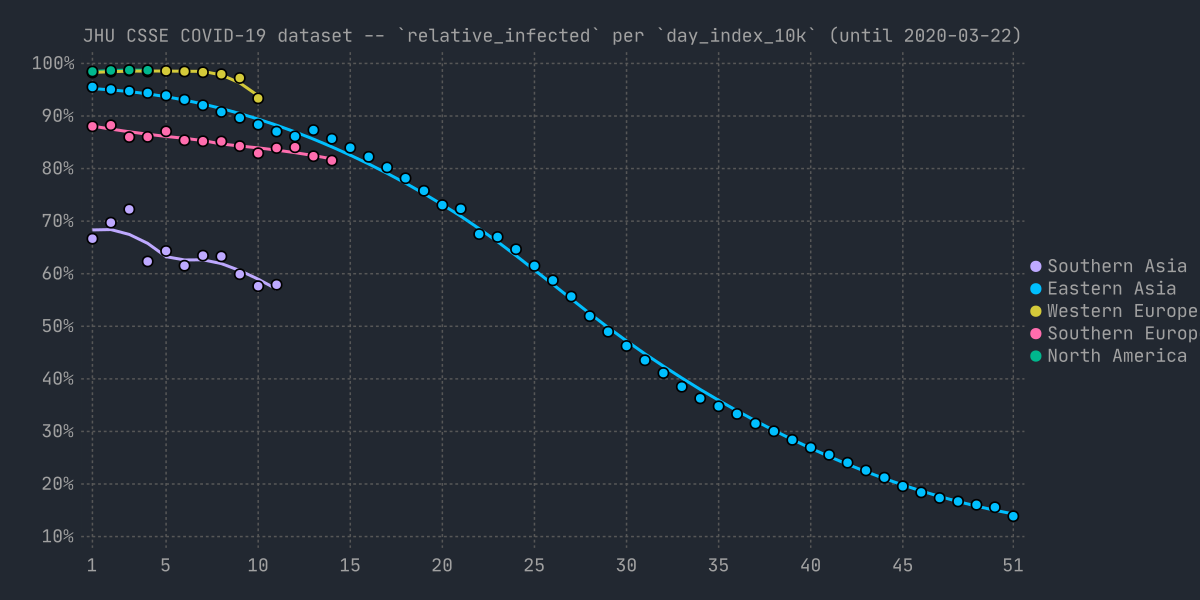 JHU CSSE COVID-19 dataset -- `relative_infected` per `day_index_10k` (until 2020-03-22)
100%
90%
80%
70%
60%
50%
40%
30%
20%
10%
1 5 10 15 20 25 30 35 40 45 51
Southern Asia
Eastern Asia
Western Europe
Southern Europ
North America